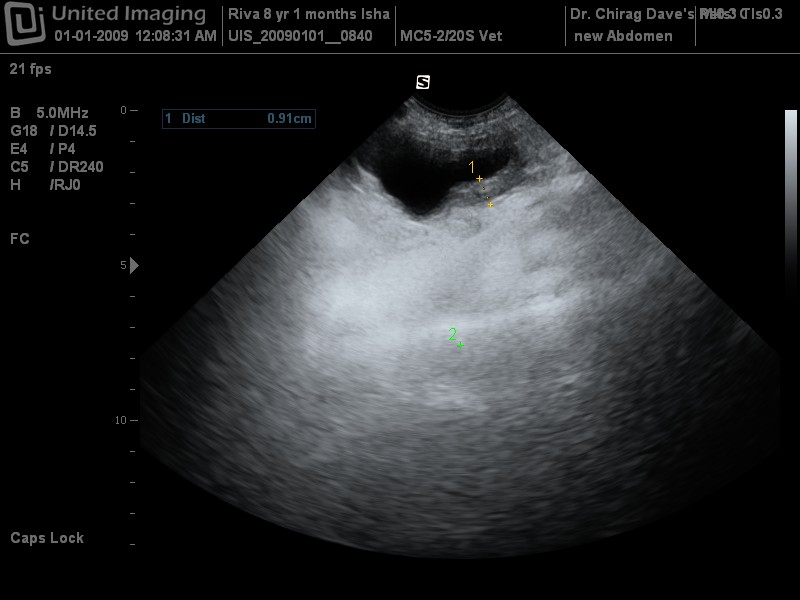 United Imaging
01-01-2009 12:08:31 AM
Riva 8 yr 1 months Isha
UIS_20090101__0840
MC5-2/20S Vet
Dr. Chirag Dave's
new Abdomen
TIs0.3
21 fps
B 5.0MHz
G18 / D14.5
E4 / P4
C5 / DR240
H /RJ0
FC
Caps Lock
1 Dist 0.91cm
S
0
5
10
1
2